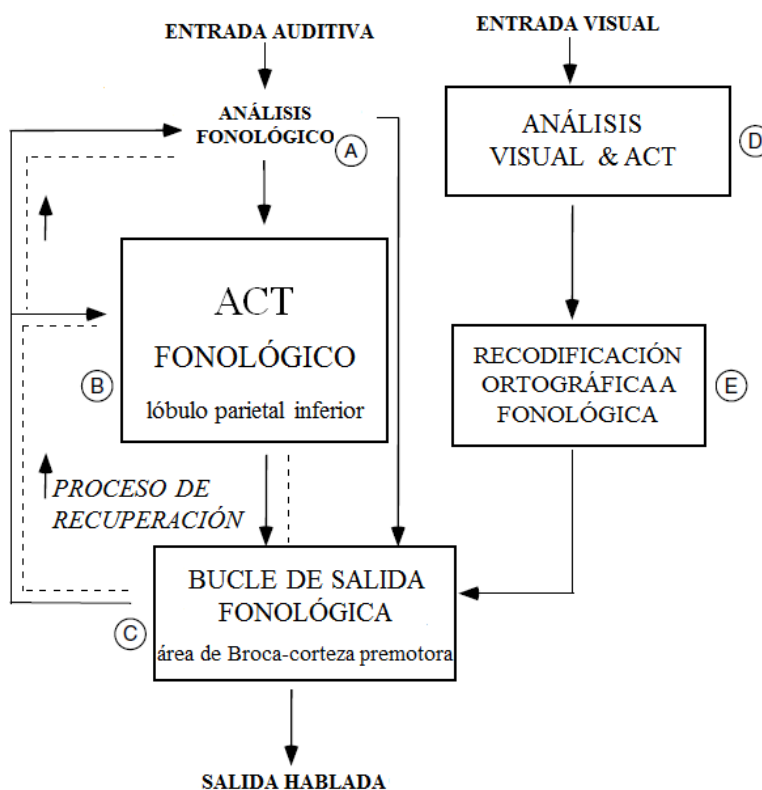 ENTRADA AUDITIVA
ANÁLISIS
FONOLÓGICO
A
ACT
FONOLÓGICO
lóbulo parietal inferior
B
PROCESO DE
RECUPERACIÓN
BUCLE DE SALIDA
FONOLÓGICA
área de Broca-corteza premotora
C
SALIDA HABLADA
ENTRADA VISUAL
ANÁLISIS
VISUAL & ACT
D
RECODIFICACIÓN
ORTOGRÁFICA A
FONOLÓGICA
E